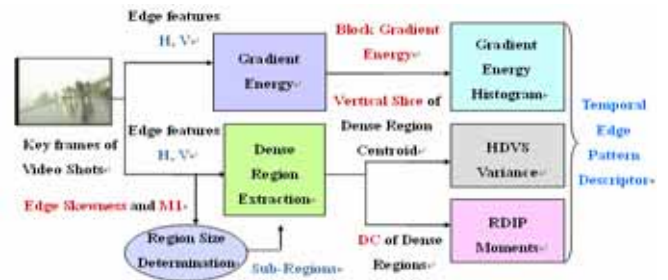 Edge features
H, V
Gradient
Energy
Block Gradient
Energy
Gradient
Energy
Histogram
Key frames of
Video Shots
Edge features
H, V
Dense
Region
Extraction
Vertical Slice of
Dense Region
Centroid
HDVS
Variance
Temporal
Edge
Pattern
Descriptor
Edge Skewness and M1
Region Size
Determination
Sub-Regions
DC of Dense
Regions
RDIP
Moments